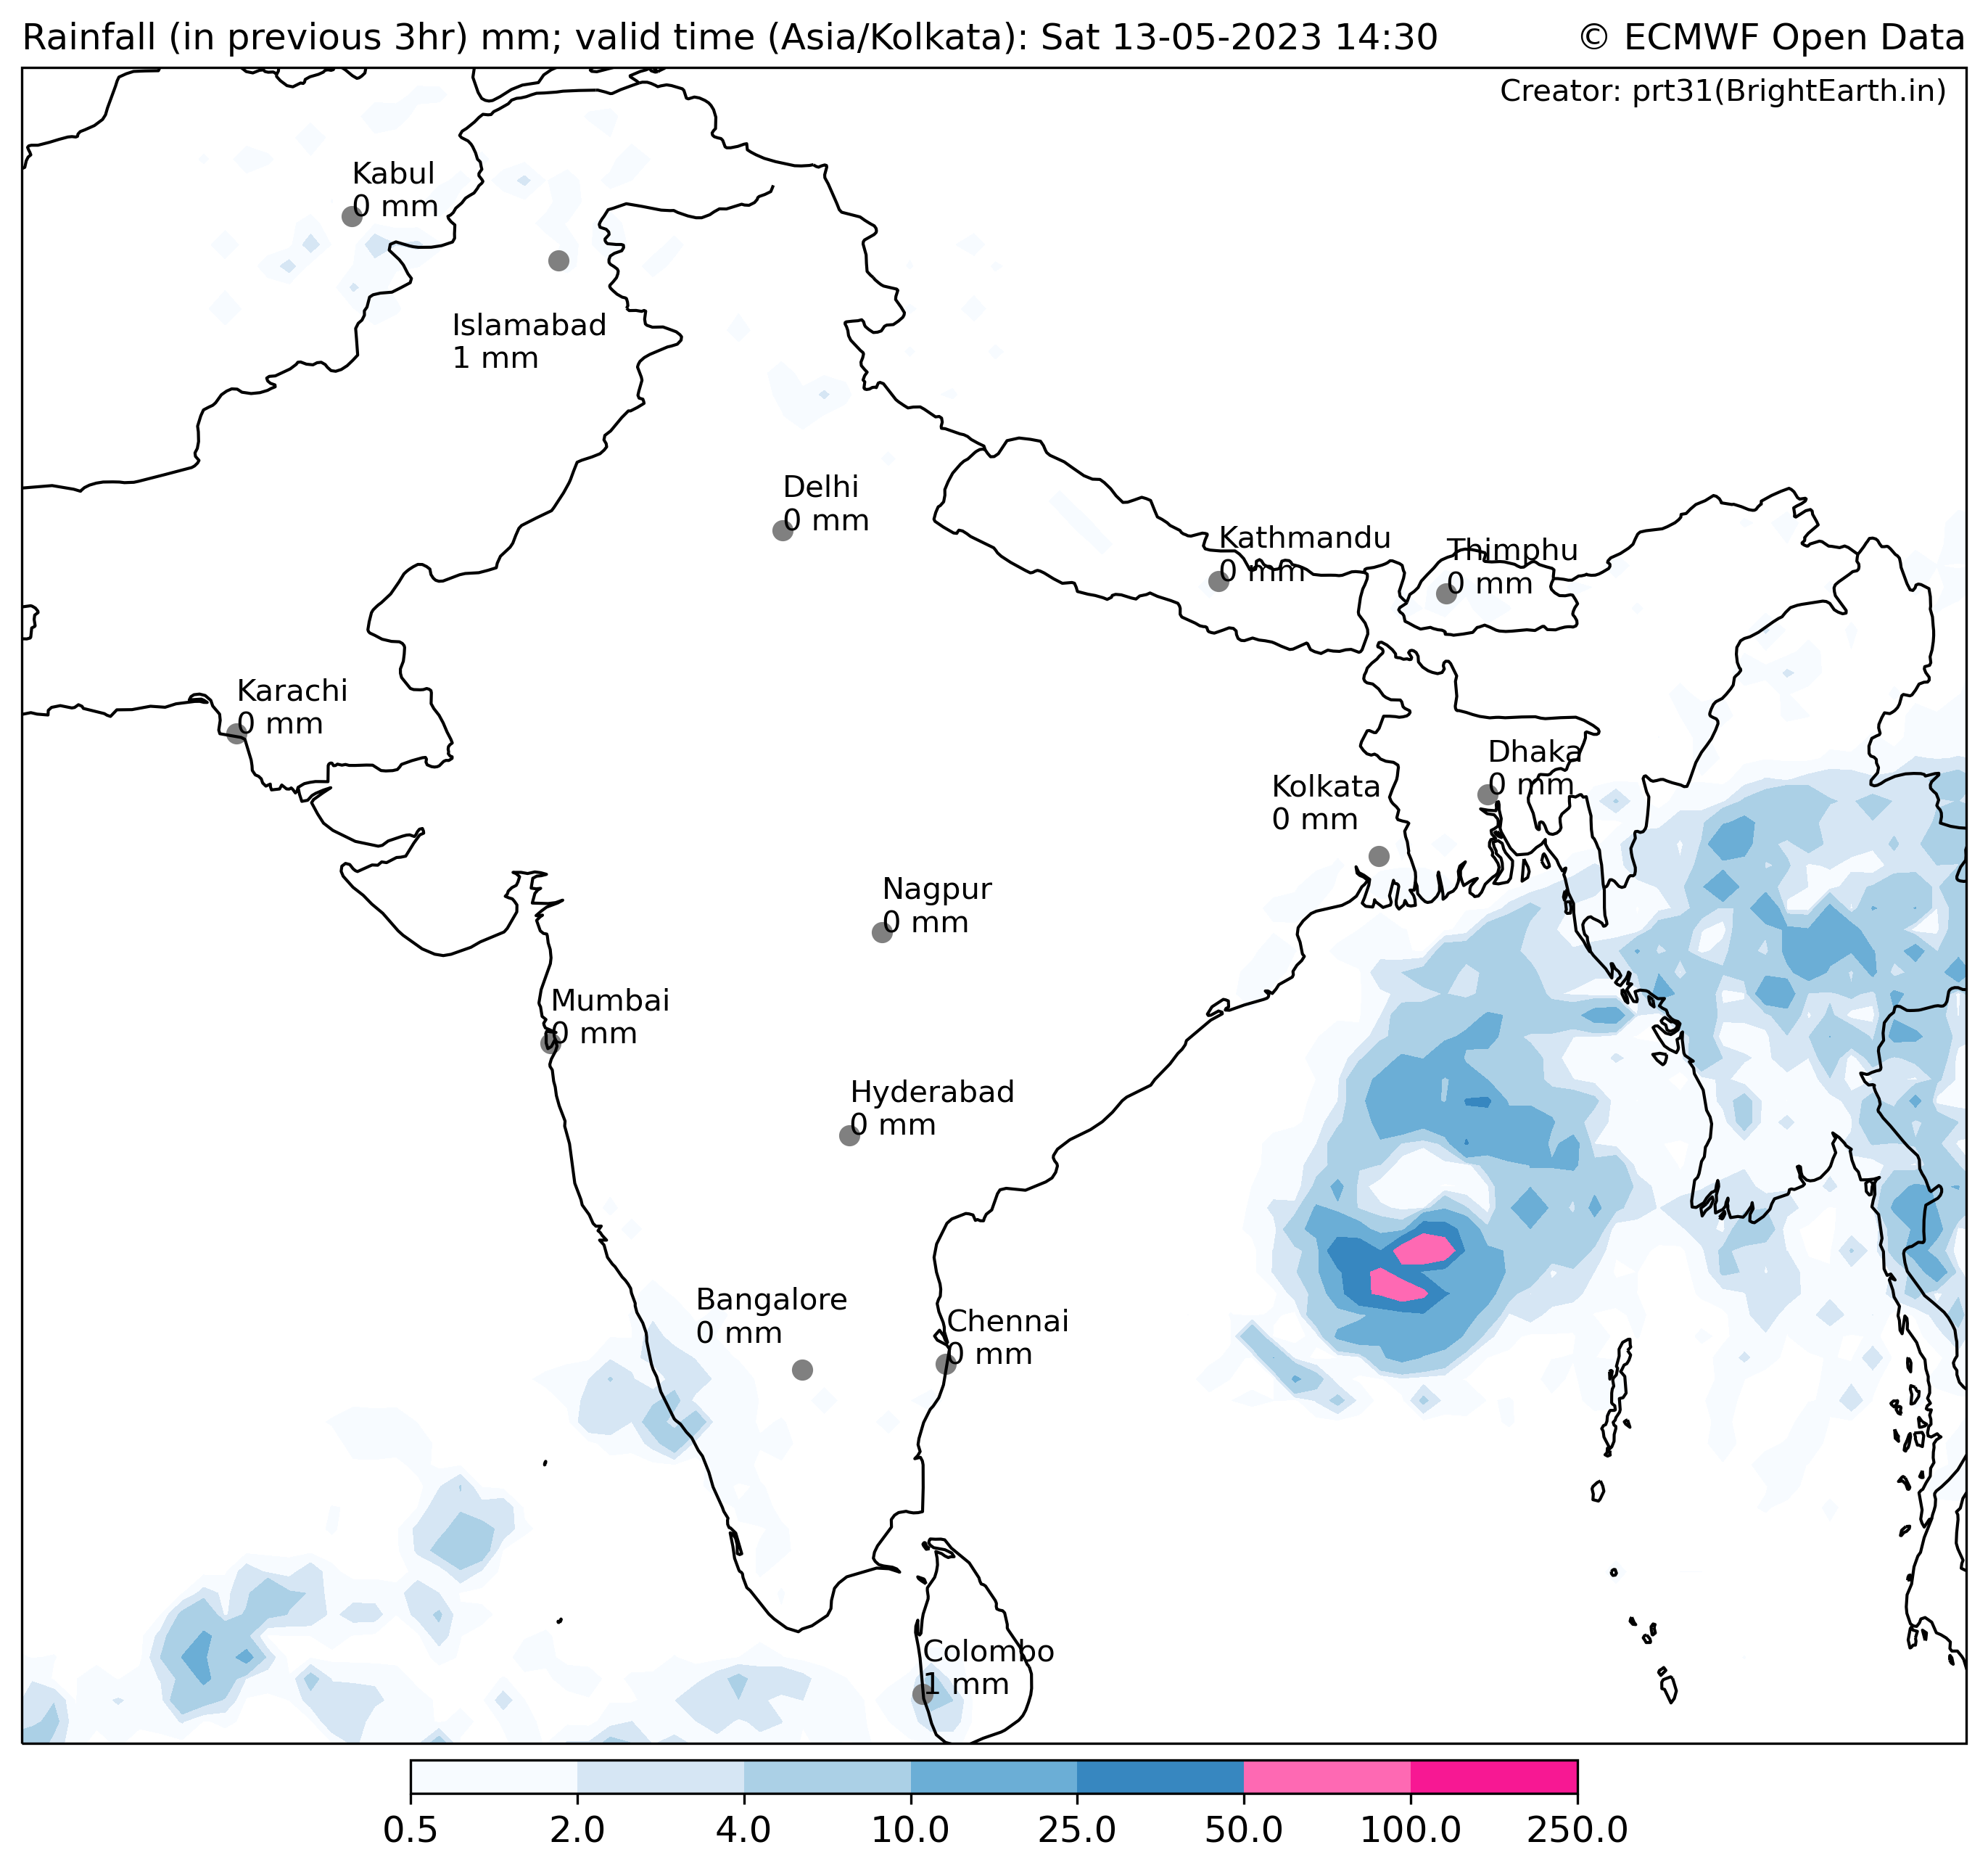 Rainfall (in previous 3hr) mm; valid time (Asia/Kolkata): Sat 13-05-2023 14:30
© ECMWF Open Data
Creator: prt31(BrightEarth.in)
Kabul
0 mm
Islamabad
1 mm
Delhi
0 mm
Kathmandu
0 mm
Thimphu
0 mm
Karachi
0 mm
Dhaka
0 mm
Kolkata
0 mm
Nagpur
0 mm
Mumbai
0 mm
Hyderabad
0 mm
Bangalore
0 mm
Chennai
0 mm
Colombo
1 mm
0.5 2.0 4.0 10.0 25.0 50.0 100.0 250.0